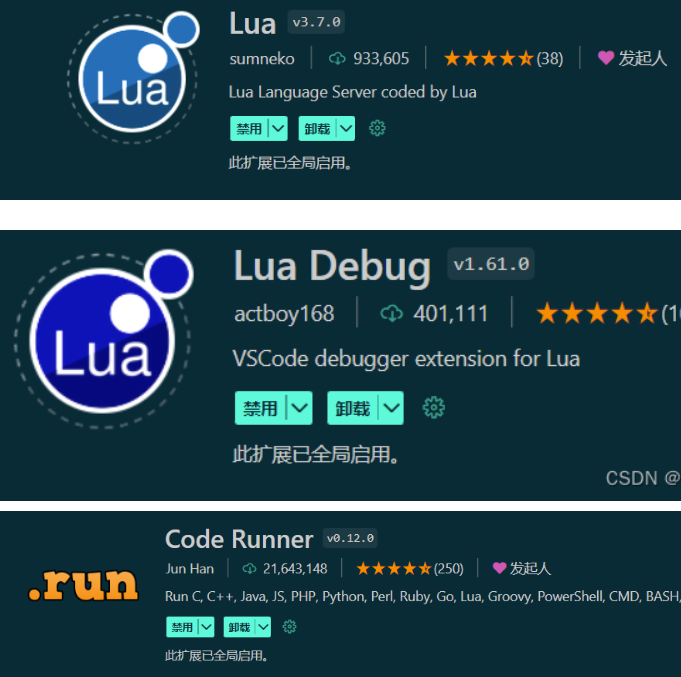 Lua v3.7.0
sumneko 933,605 (38) 发起人
Lua Language Server coded by Lua
禁用 卸载
此扩展已全局启用。
Lua
Lua Debug v1.61.0
actboy168 401,111
VSCode debugger extension for Lua
禁用 卸载
此扩展已全局启用。
Lua
CSDN @
Code Runner v0.12.0
Jun Han 21,643,148 (250) 发起人
.run
Run C, C++, Java, JS, PHP, Python, Perl, Ruby, Go, Lua, Groovy, PowerShell, CMD, BASH,
禁用 卸载
此扩展已全局启用。